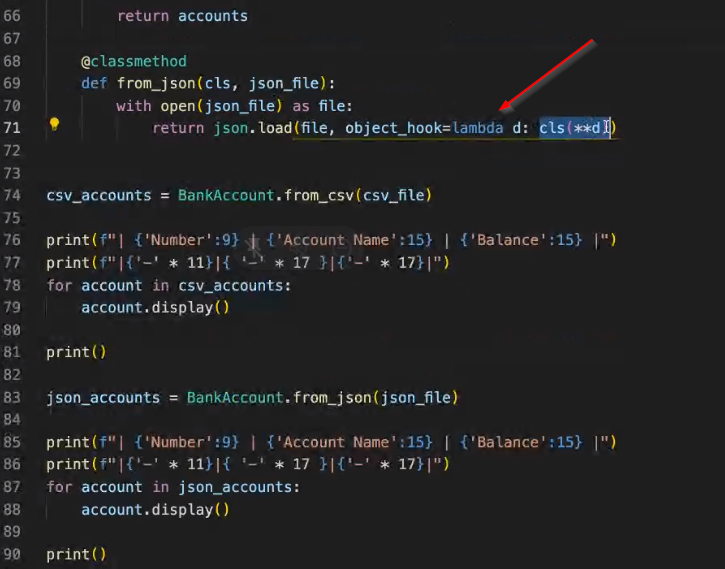 66 return accounts
67
68 @classmethod
69 def from_json(cls, json_file):
70 with open(json_file) as file:
71 return json.load(file, object_hook=lambda d: cls(**d))
72
73
74 csv_accounts = BankAccount.from_csv(csv_file)
75
76 print(f"| {'Number':9} | {'Account Name':15} | {'Balance':15} |")
77 print(f"|{'-' * 11}|{ '-' * 17 }|{'-' * 17}|")
78 for account in csv_accounts:
79 account.display()
80
81 print()
82
83 json_accounts = BankAccount.from_json(json_file)
84
85 print(f"| {'Number':9} | {'Account Name':15} | {'Balance':15} |")
86 print(f"|{'-' * 11}|{ '-' * 17 }|{'-' * 17}|")
87 for account in json_accounts:
88 account.display()
89
90 print()